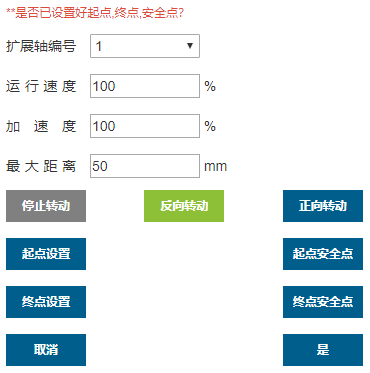 **是否已设置好起点,终点,安全点?
扩展轴编号 1
运行速度 100 %
加速度 100 %
最大距离 50 mm
停止转动 反向转动 正向转动
起点设置 起点安全点
终点设置 终点安全点
取消 是